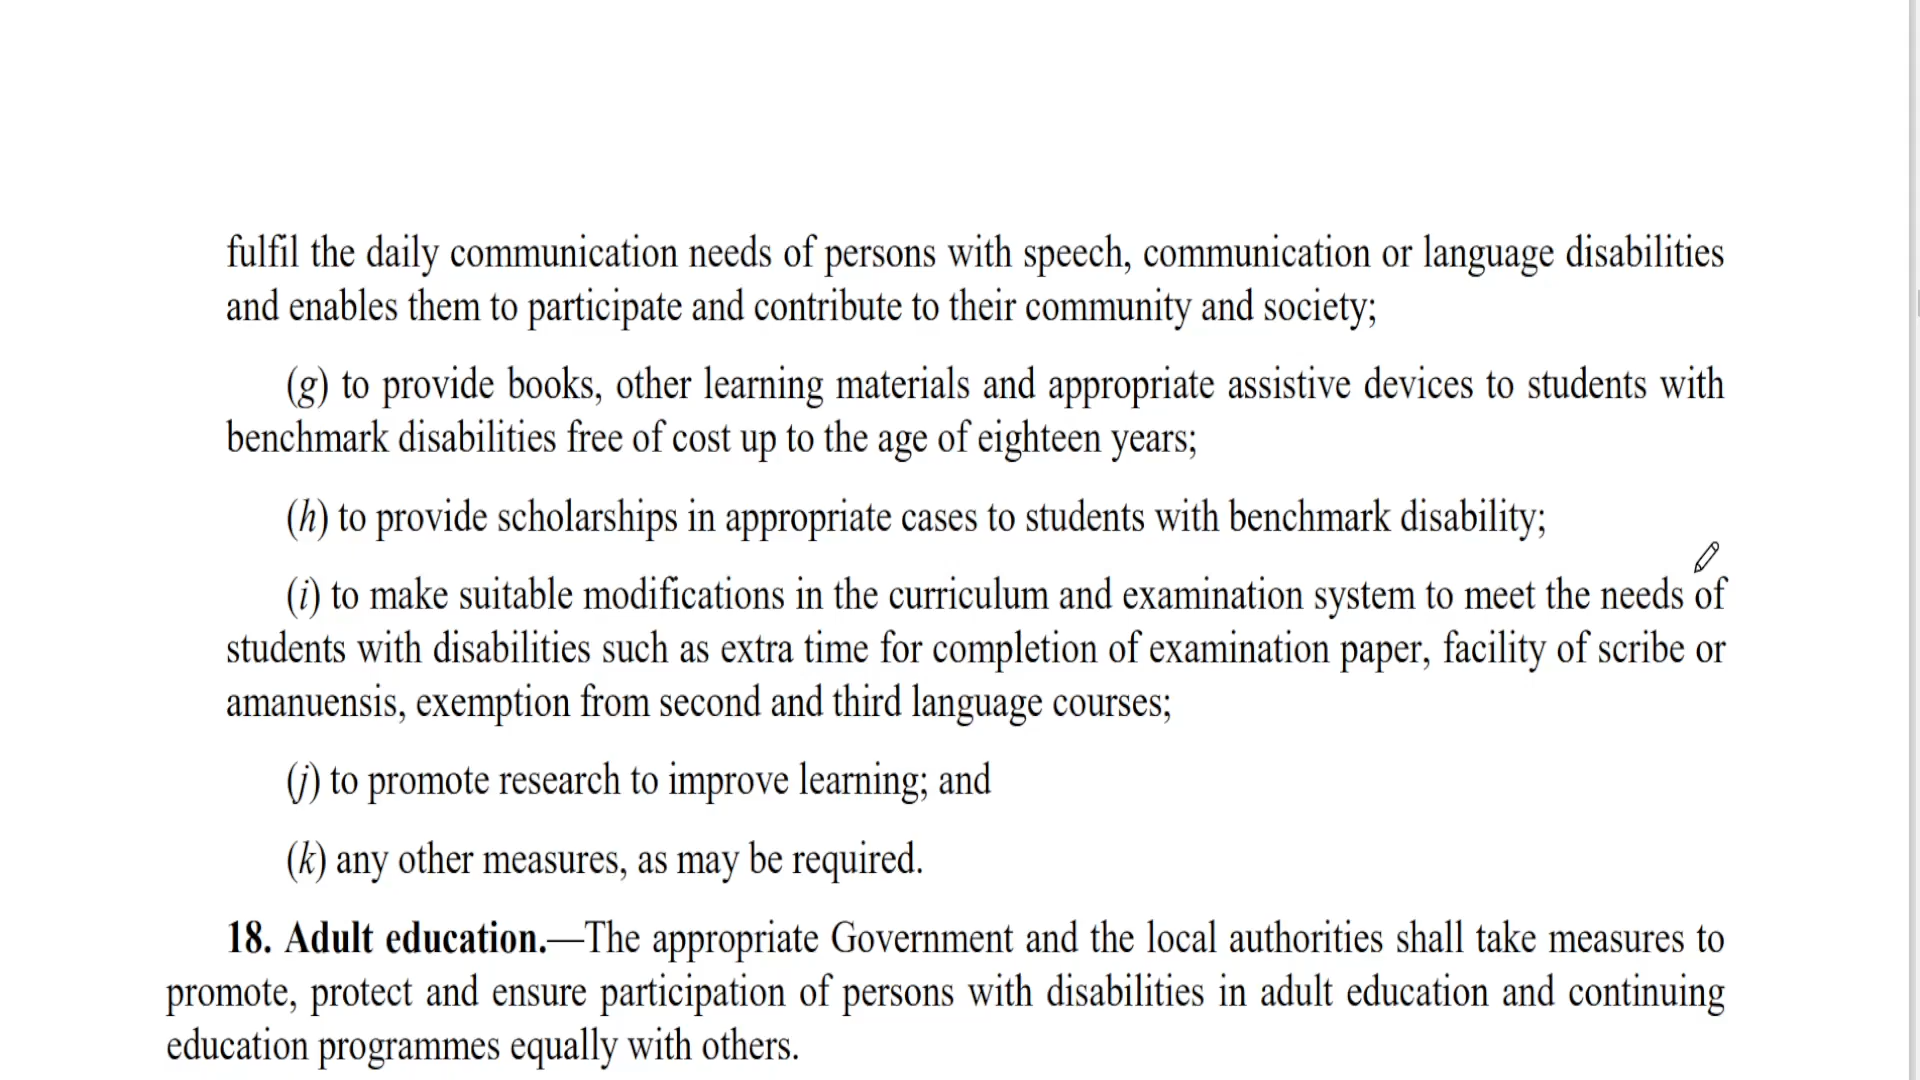 fulfil the daily communication needs of persons with speech, communication or language disabilities
and enables them to participate and contribute to their community and society;
(g) to provide books, other learning materials and appropriate assistive devices to students with
benchmark disabilities free of cost up to the age of eighteen years;
(h) to provide scholarships in appropriate cases to students with benchmark disability;
(i) to make suitable modifications in the curriculum and examination system to meet the needs of
students with disabilities such as extra time for completion of examination paper, facility of scribe or
amanuensis, exemption from second and third language courses;
(j) to promote research to improve learning; and
(k) any other measures, as may be required.
18. Adult education.—The appropriate Government and the local authorities shall take measures to
promote, protect and ensure participation of persons with disabilities in adult education and continuing
education programmes equally with others.